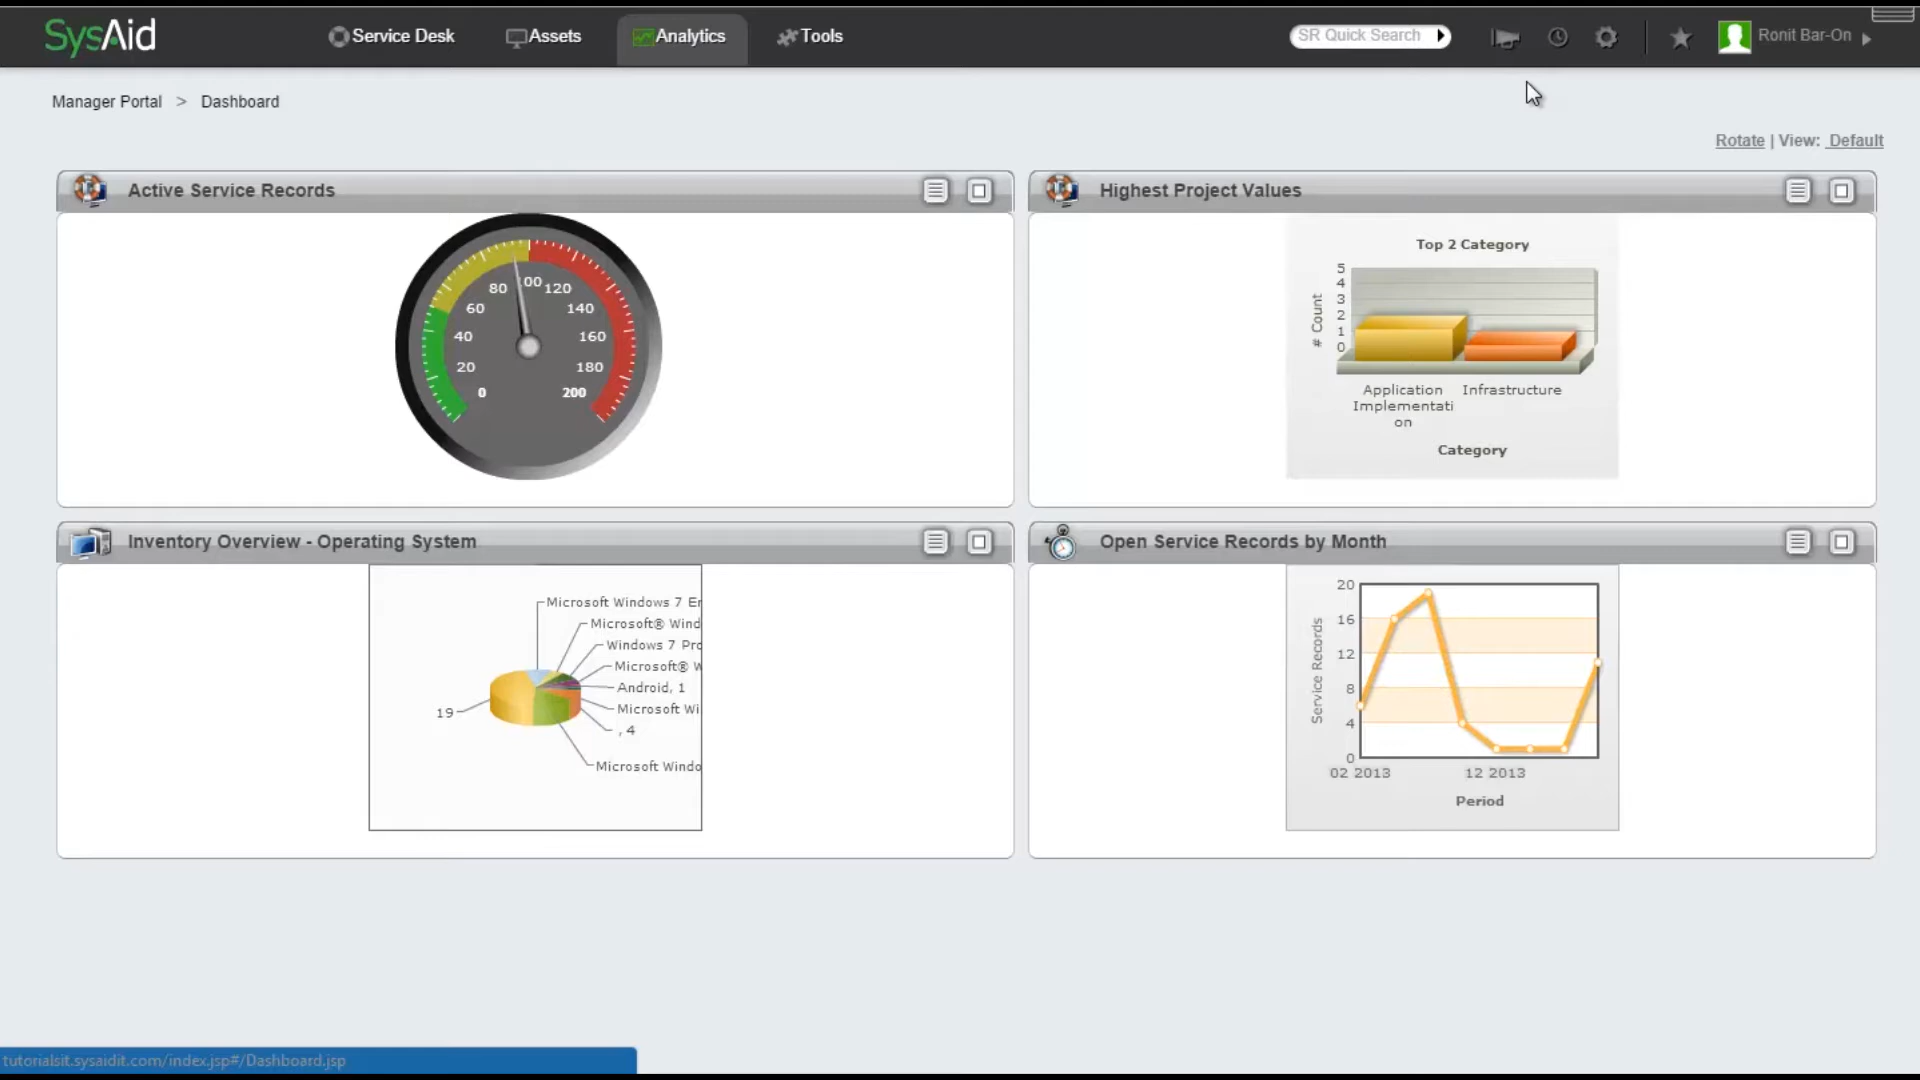 SysAid
Service Desk
Assets
Analytics
Tools
SR Quick Search
Ronit Bar-On
Manager Portal > Dashboard
Rotate | View: Default
Active Service Records
0
20
40
60
80
00
120
140
160
180
200
Highest Project Values
Top 2 Category
# Count
5
4
3
2
1
0
Application
Implementati
on
Infrastructure
Category
Inventory Overview - Operating System
Microsoft Windows 7 Er
Microsoft® Wind
Windows 7 Pro
Microsoft® W
Android, 1
Microsoft Wi
, 4
Microsoft Windo
19
Open Service Records by Month
Service Records
20
16
12
8
4
0
02 2013
12 2013
Period
tutorialsit.sysaidit.com/index.jsp#/Dashboard.jsp